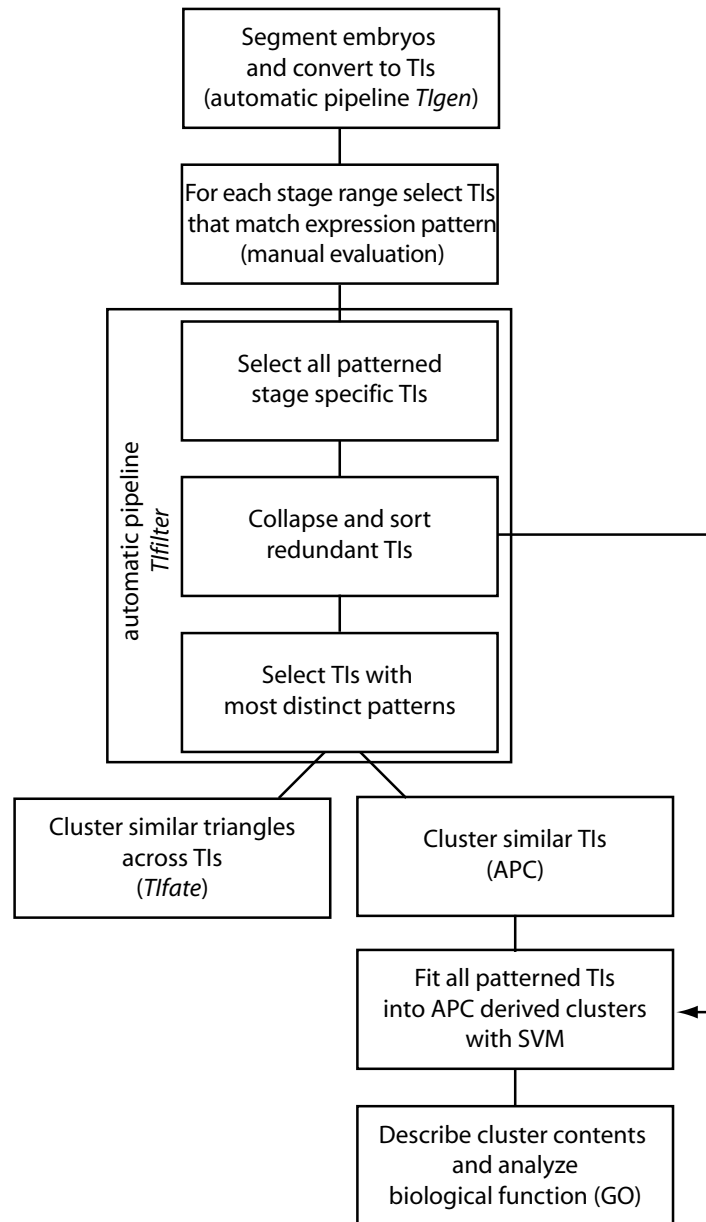 Segment embryos
and convert to TIs
(automatic pipeline TIgen)
For each stage range select TIs
that match expression pattern
(manual evaluation)
automatic pipeline
TIfilter
Select all patterned
stage specific TIs
Collapse and sort
redundant TIs
Select TIs with
most distinct patterns
Cluster similar triangles
across TIs
(TIfate)
Cluster similar TIs
(APC)
Fit all patterned TIs
into APC derived clusters
with SVM
Describe cluster contents
and analyze
biological function (GO)